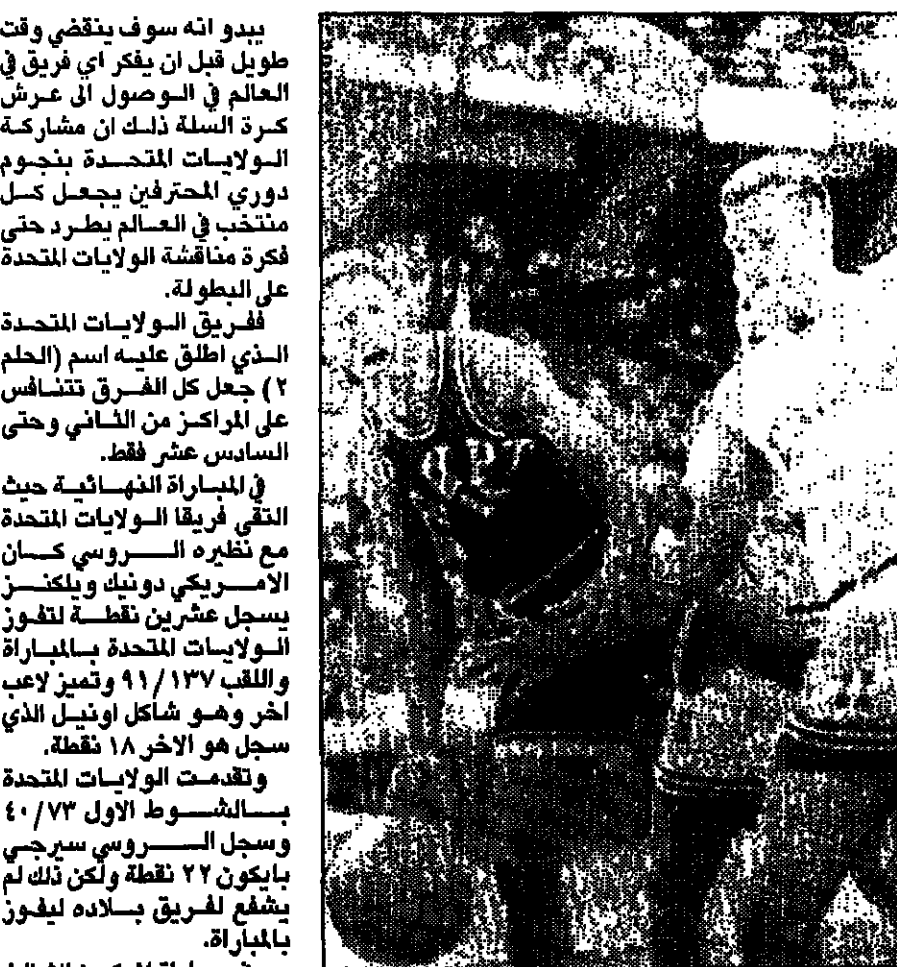 يبدو انه سوف ينقضي وقت
طويل قبل ان يفكر اي فريق في
العالم في الوصول الى عرش
كرة السلة ذلك ان مشاركة
الولايات المتحدة بنجوم
دوري المحترفين يجعل كل
منتخب في العالم يطرد حتى
فكرة مناقشة الولايات المتحدة
على البطولة.
ففريق الولايات المتحدة
الذي اطلق عليه اسم (الحلم
٢) جعل كل الفرق تتنافس
على المراكز من الثاني وحتى
السادس عشر فقط.
في المباراة النهائية حيث
التقى فريقا الولايات المتحدة
مع نظيره الروسي كان
الامريكي دونيك ويلكنز
يسجل عشرين نقطة لتفوز
الولايات المتحدة بالمباراة
واللقب ٩١/١٣٧ وتميز لاعب
اخر وهو شاكل اونيل الذي
سجل هو الاخر ١٨ نقطة.
وتقدمت الولايات المتحدة
بالشوط الاول ٤٠/٧٣
وسجل الروسي سيرجي
بايكون ٢٢ نقطة ولكن ذلك لم
يشفع لفريق بلاده ليفوز
بالمباراة.